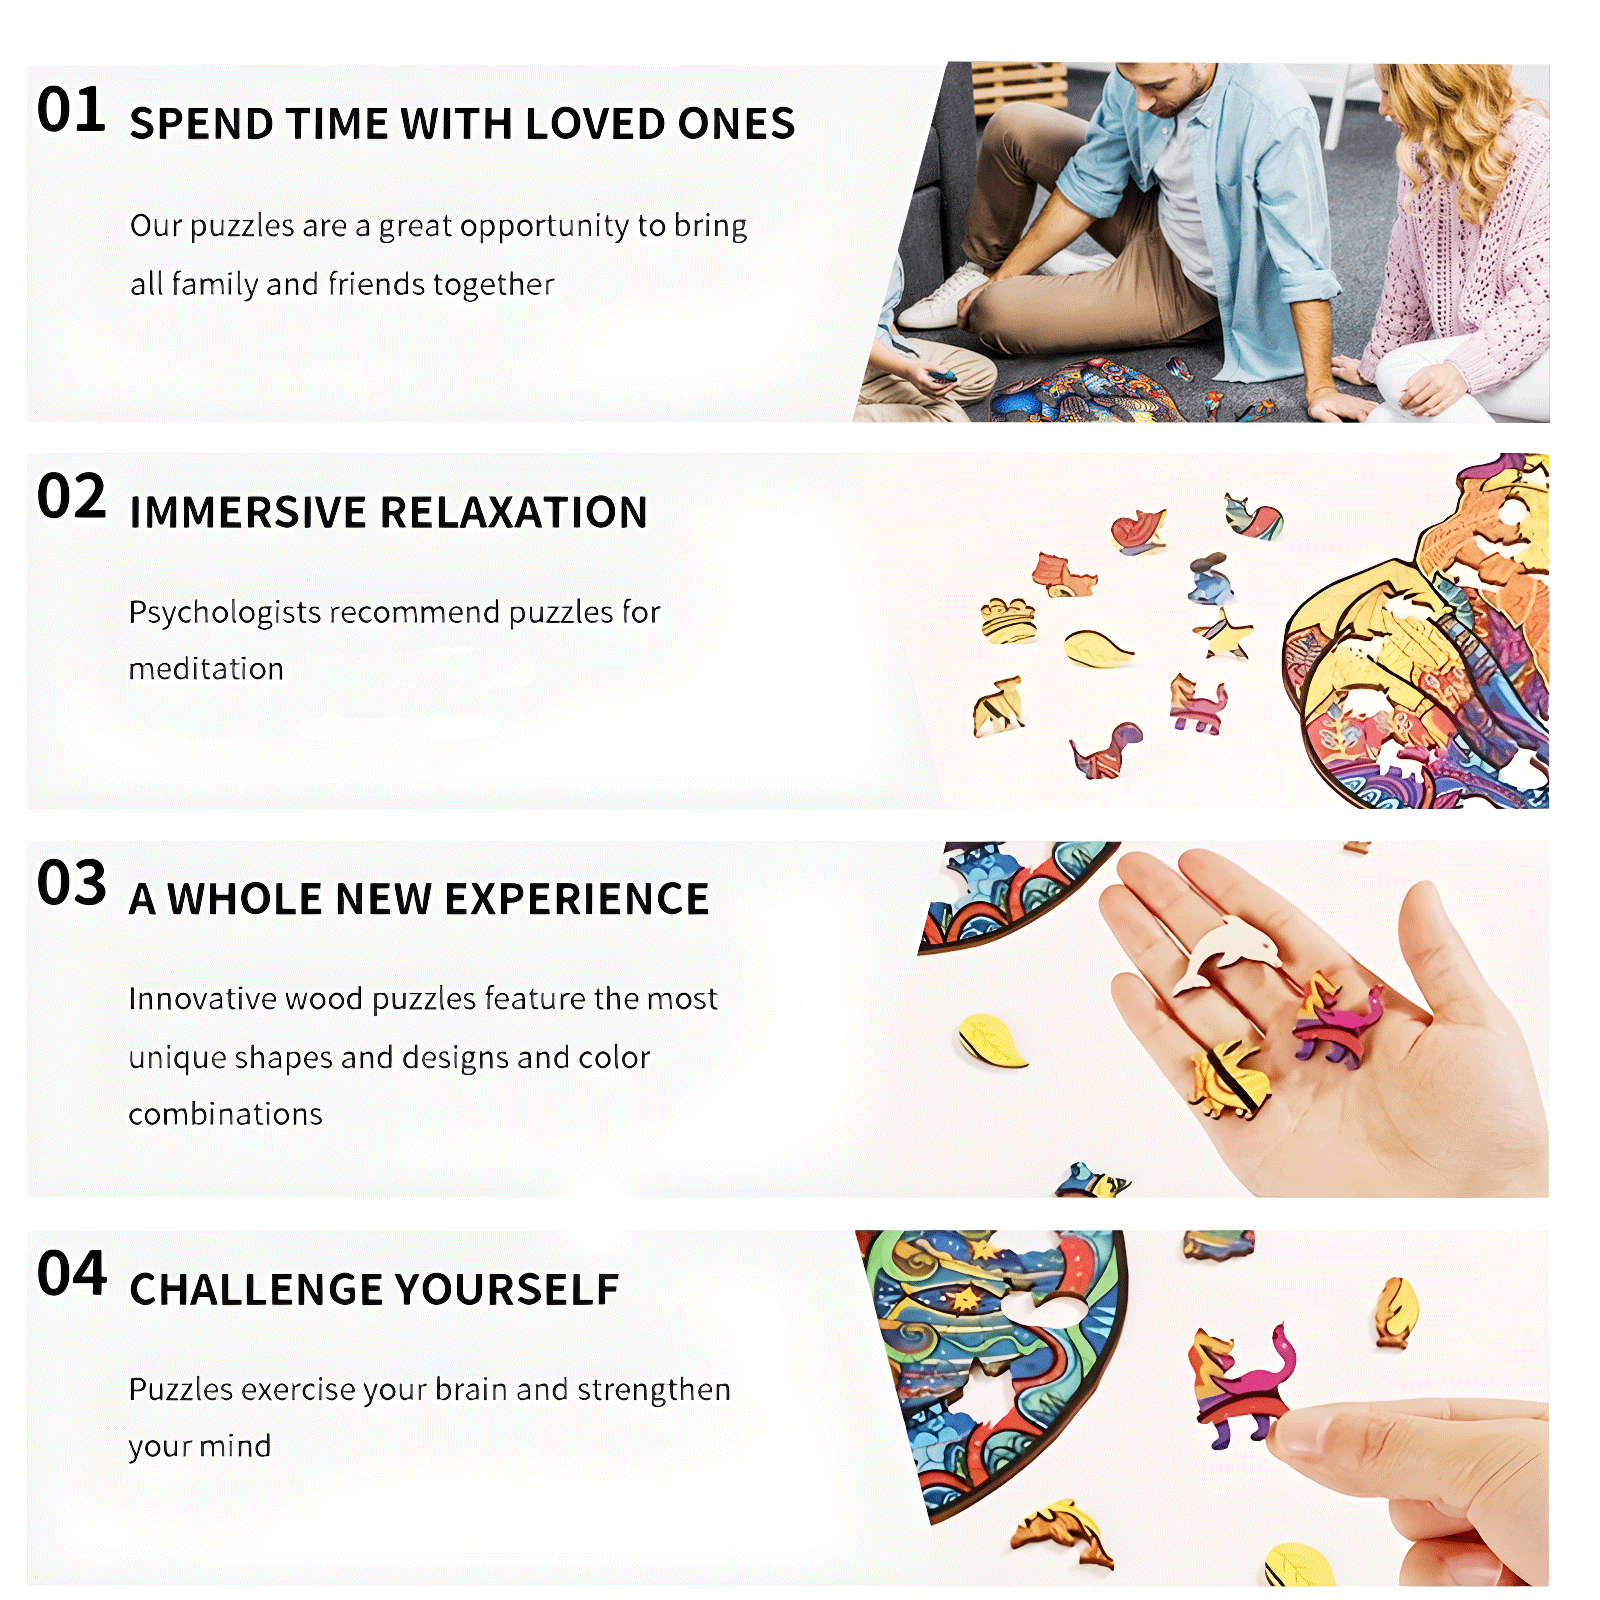 01 SPEND TIME WITH LOVED ONES
Our puzzles are a great opportunity to bring
all family and friends together
02 IMMERSIVE RELAXATION
Psychologists recommend puzzles for
meditation
03 A WHOLE NEW EXPERIENCE
Innovative wood puzzles feature the most
unique shapes and designs and color
combinations
04 CHALLENGE YOURSELF
Puzzles exercise your brain and strengthen
your mind